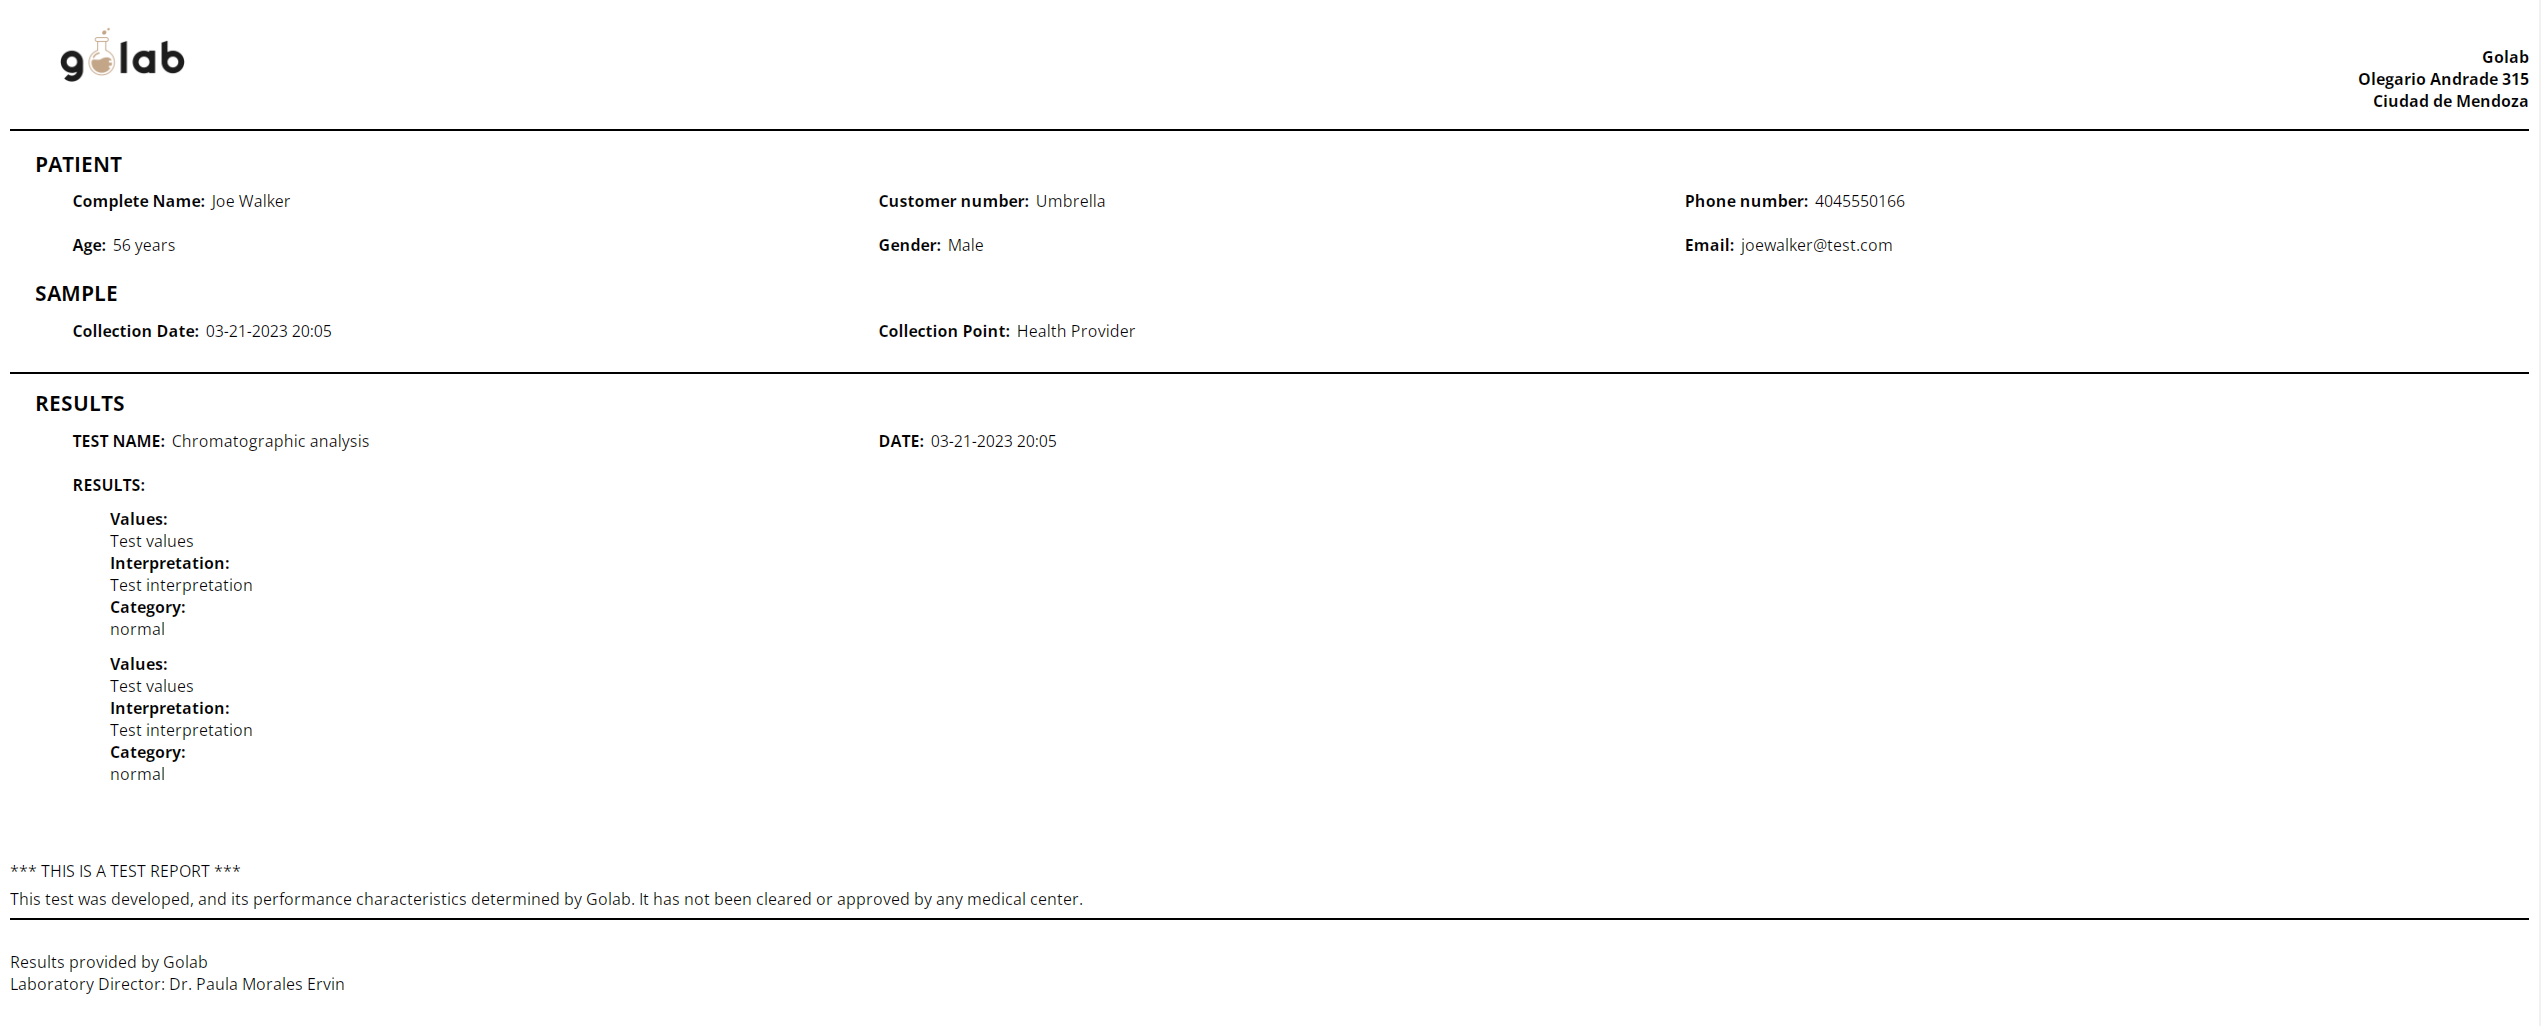 golab
Golab
Olegario Andrade 315
Ciudad de Mendoza
PATIENT
Complete Name: Joe Walker Customer number: Umbrella Phone number: 4045550166
Age: 56 years Gender: Male Email: joewalker@test.com
SAMPLE
Collection Date: 03-21-2023 20:05 Collection Point: Health Provider
RESULTS
TEST NAME: Chromatographic analysis DATE: 03-21-2023 20:05
RESULTS:
Values:
Test values
Interpretation:
Test interpretation
Category:
normal
Values:
Test values
Interpretation:
Test interpretation
Category:
normal
*** THIS IS A TEST REPORT ***
This test was developed, and its performance characteristics determined by Golab. It has not been cleared or approved by any medical center.
Results provided by Golab
Laboratory Director: Dr. Paula Morales Ervin